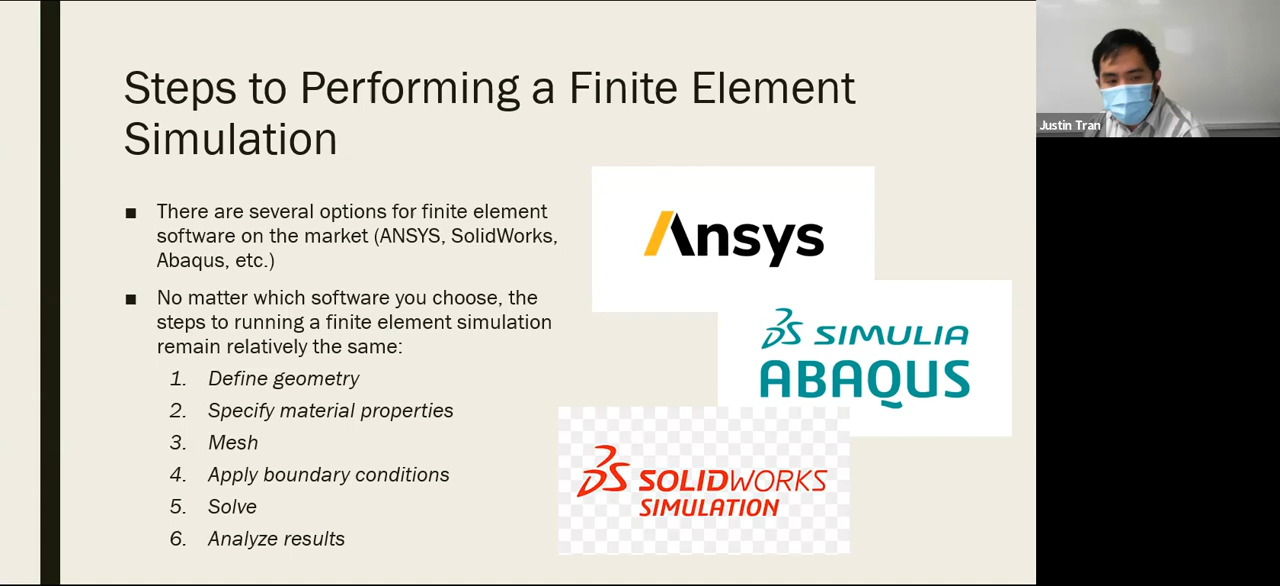 Steps to Performing a Finite Element
Simulation
■ There are several options for finite element
software on the market (ANSYS, SolidWorks,
Abaqus, etc.)
■ No matter which software you choose, the
steps to running a finite element simulation
remain relatively the same:
1. Define geometry
2. Specify material properties
3. Mesh
4. Apply boundary conditions
5. Solve
6. Analyze results
Ansys
3DS SIMULIA
ABAQUS
3DS SOLIDWORKS
SIMULATION
Justin Tran